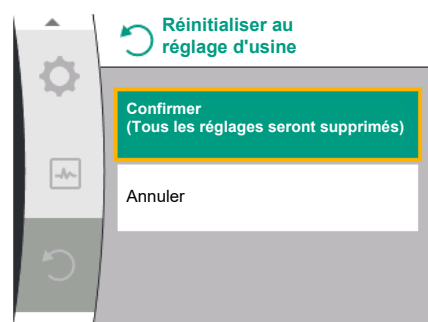 Réinitialiser au
réglage d'usine
Confirmer
(Tous les réglages seront supprimés)
Annuler